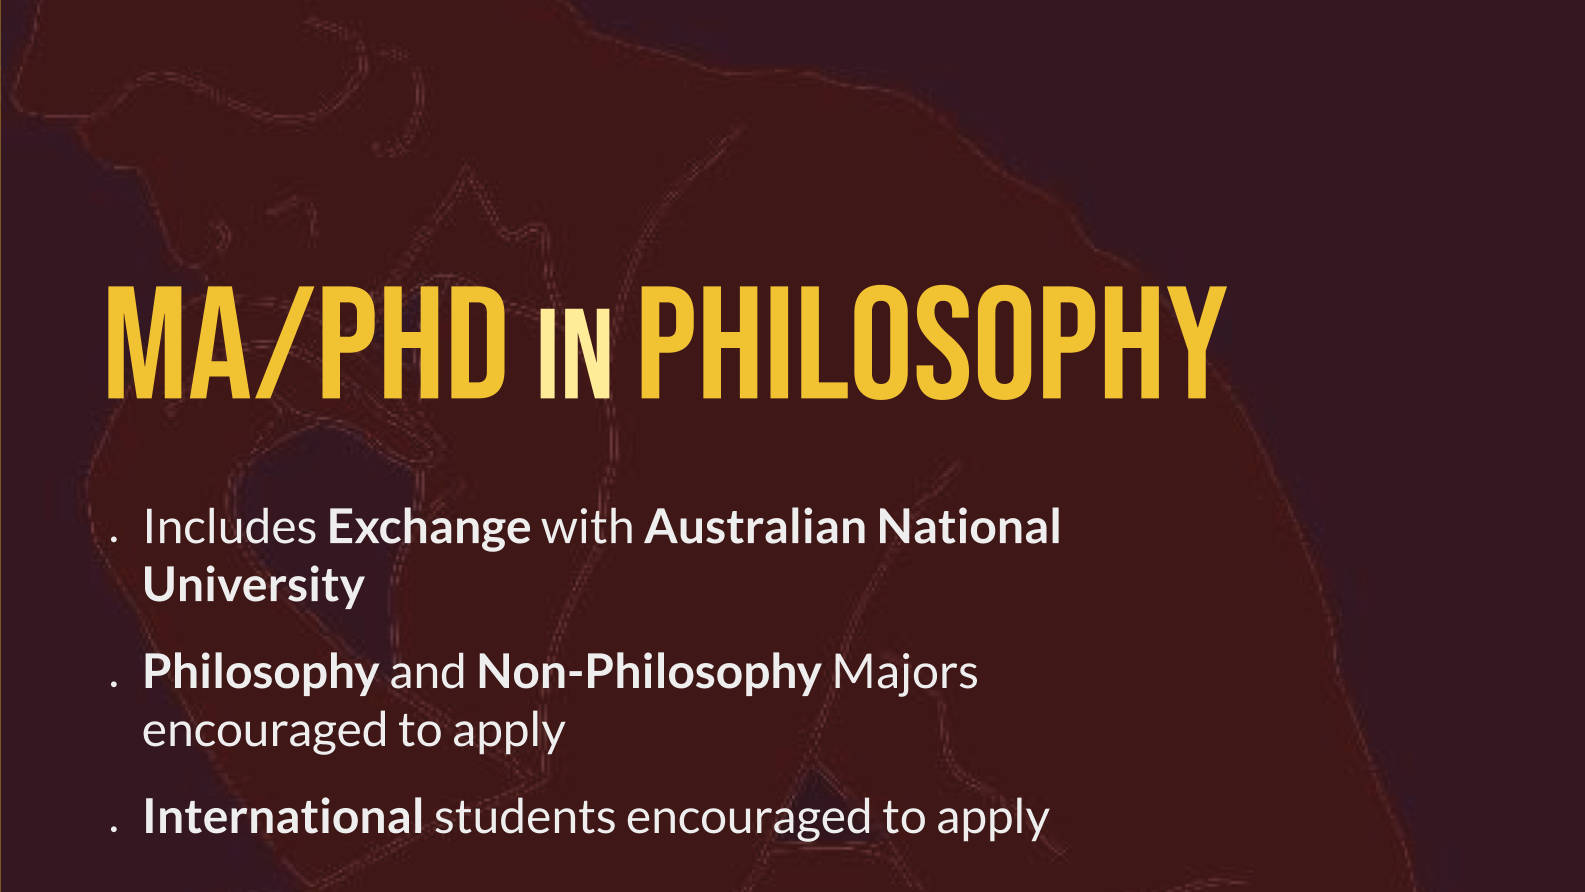 MA/PHD IN PHILOSOPHY
. Includes Exchange with Australian National
University
. Philosophy and Non-Philosophy Majors
encouraged to apply
. International students encouraged to apply